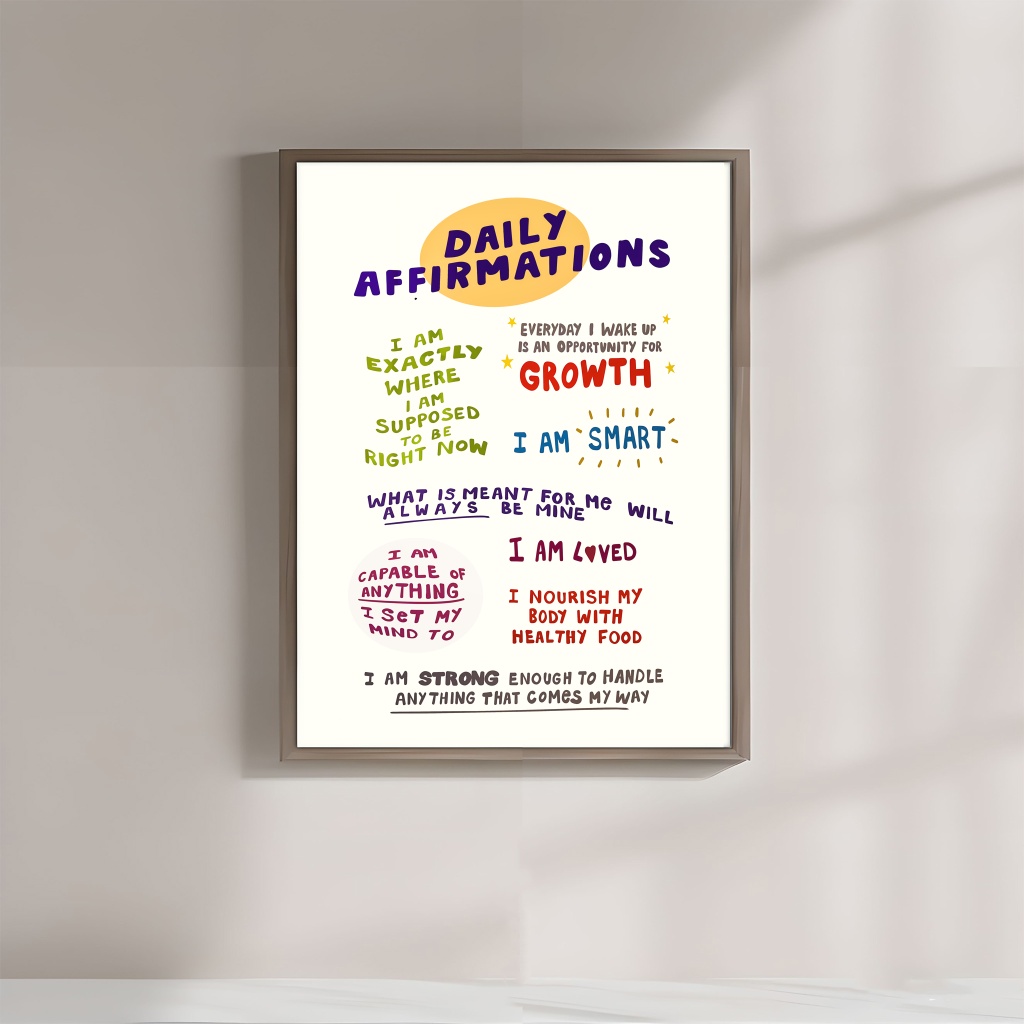 DAILY
AFFIRMATIONS
I AM
EXACTLY
WHERE
I AM
SUPPOSED
TO BE
RIGHT NOW
EVERYDAY I WAKE UP
IS AN OPPORTUNITY FOR
GROWTH
I AM SMART
WHAT IS MEANT FOR Me WILL
ALWAYS BE MINE
I AM
CAPABLE OF
ANYTHING
I SeT MY
MIND TO
I AM L♥VED
I NOURISH MY
BODY WITH
HEALTHY FOOD
I AM STRONG ENOUGH TO HANDLE
ANYTHING THAT COMeS MY WAY